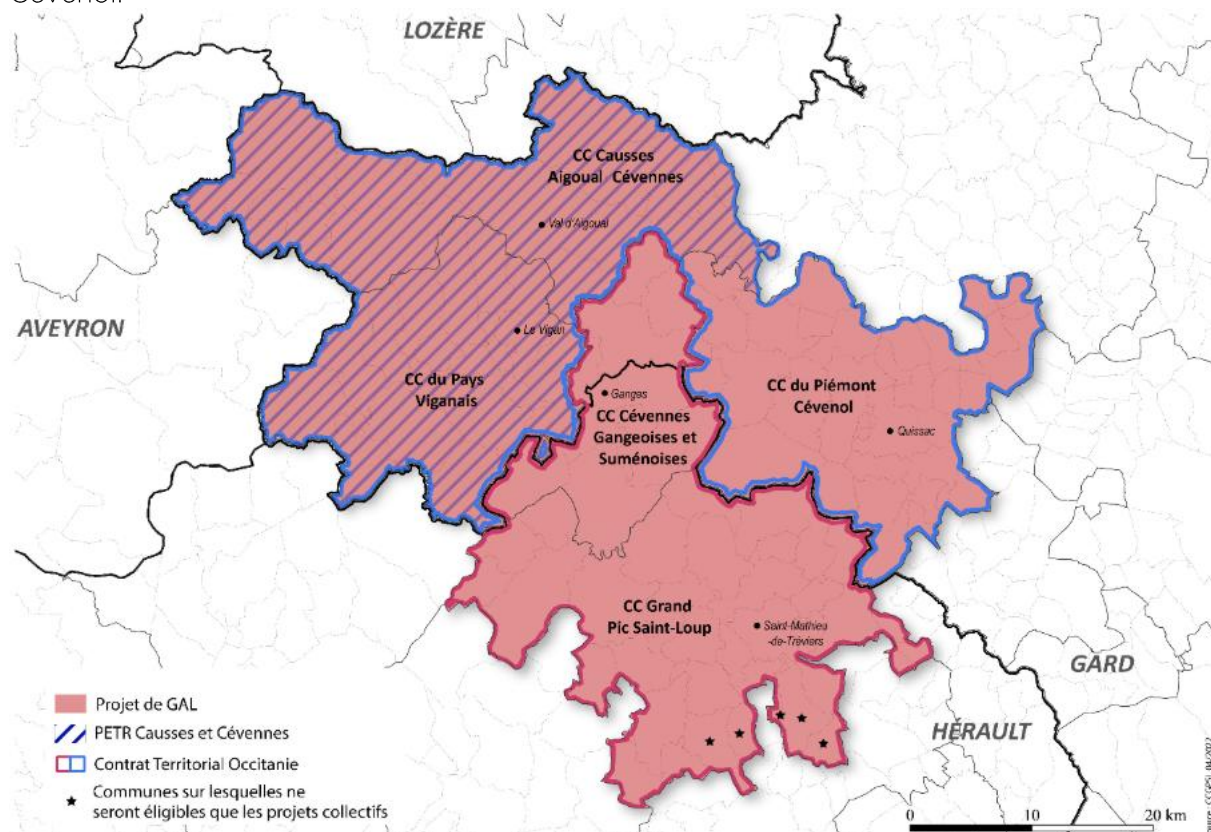 LOZÈRE
CC Causses
Aigoual Cévennes
Val d'Aigoual
AVEYRON
Le Vigan
CC du Pays
Viganais
Ganges
CC Cévennes
Gangeoises et
Suménoises
CC du Piémont
Cévenol
Quissac
CC Grand
Pic Saint-Loup
Saint-Mathieu
-de-Tréviers
GARD
HÉRAULT
Projet de GAL
PETR Causses et Cévennes
Contrat Territorial Occitanie
Communes sur lesquelles ne
seront éligibles que les projets collectifs
0 10 20 km